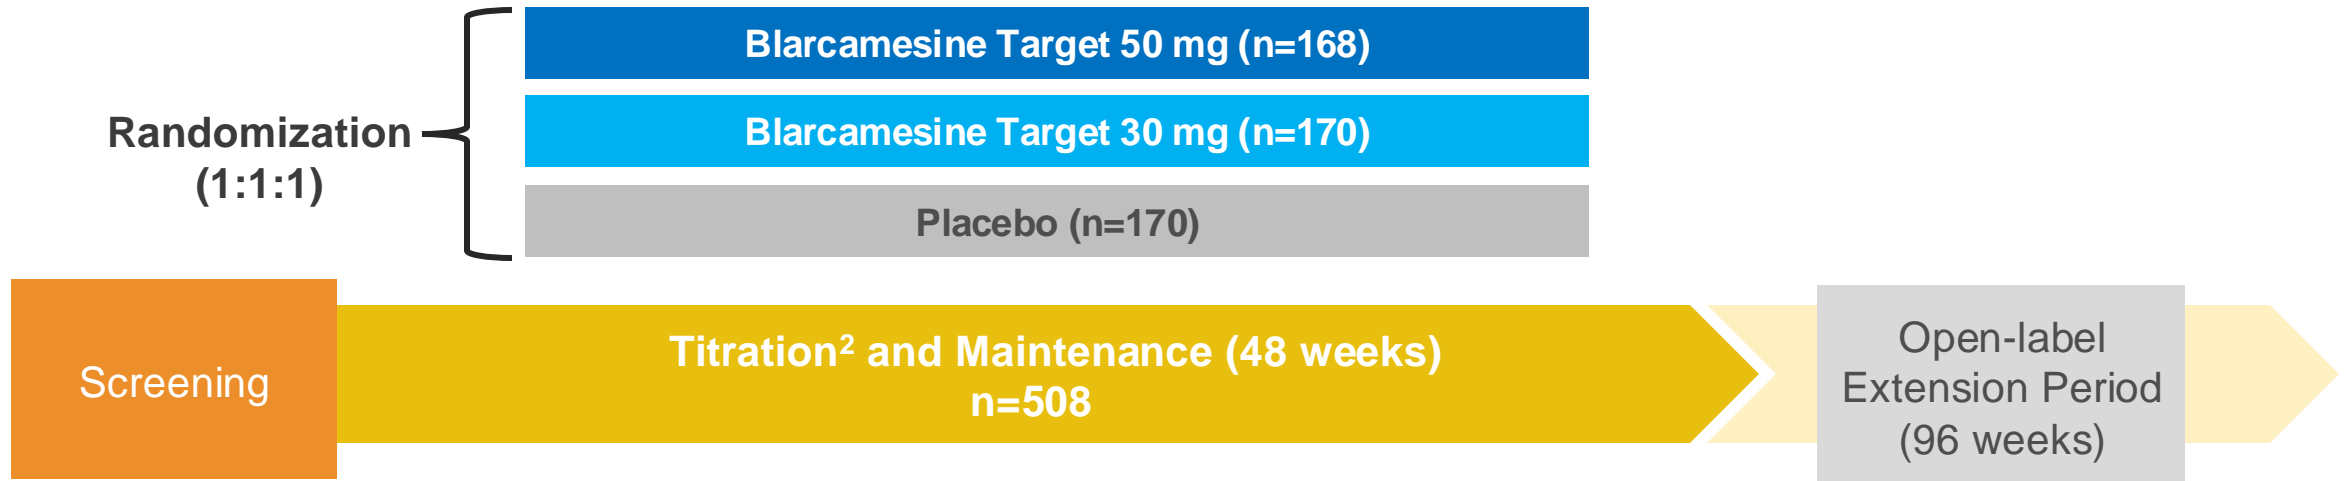 Blarcamesine Target 50 mg (n=168)
Blarcamesine Target 30 mg (n=170)
Randomization
(1:1:1)
Placebo (n=170)
Screening
Titration² and Maintenance (48 weeks)
n=508
Open-label
Extension Period
(96 weeks)